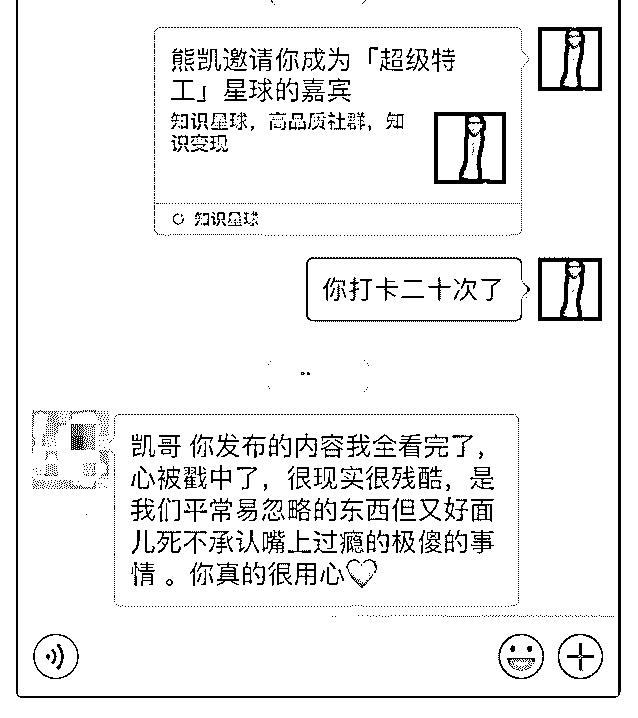 熊凯邀请你成为「超级特
工」星球的嘉宾
知识星球，高品质社群，知
识变现
知识星球
你打卡二十次了
凯哥 你发布的内容我全看完了，
心被戳中了，很现实很残酷，是
我们平常易忽略的东西但又好面
儿死不承认嘴上过瘾的极傻的事
情 。你真的很用心♡